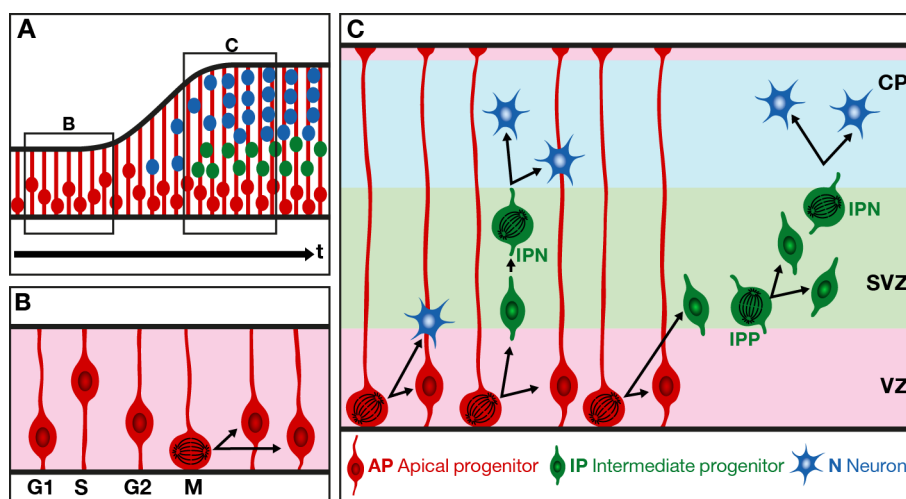 A
B
C
t
B
G1 S G2 M
C
CP
IPN
IPN
SVZ
IPP
VZ
AP Apical progenitor IP Intermediate progenitor N Neuron